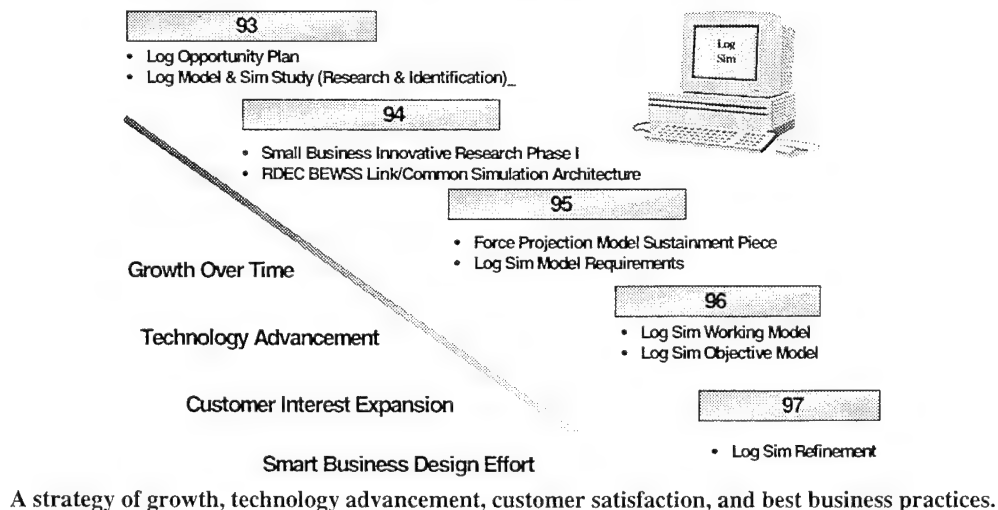 93
• Log Opportunity Plan
• Log Model & Sim Study (Research & Identification)_
Log
Sim
94
• Small Business Innovative Research Phase I
• RDEC BEWSS Link/Common Simulation Architecture
95
• Force Projection Model Sustainment Piece
• Log Sim Model Requirements
Growth Over Time
96
• Log Sim Working Model
• Log Sim Objective Model
Technology Advancement
Customer Interest Expansion
97
• Log Sim Refinement
Smart Business Design Effort
A strategy of growth, technology advancement, customer satisfaction, and best business practices.